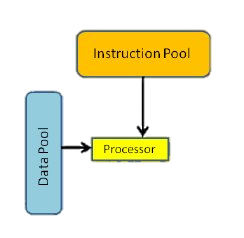 Instruction Pool
Data Pool
Processor